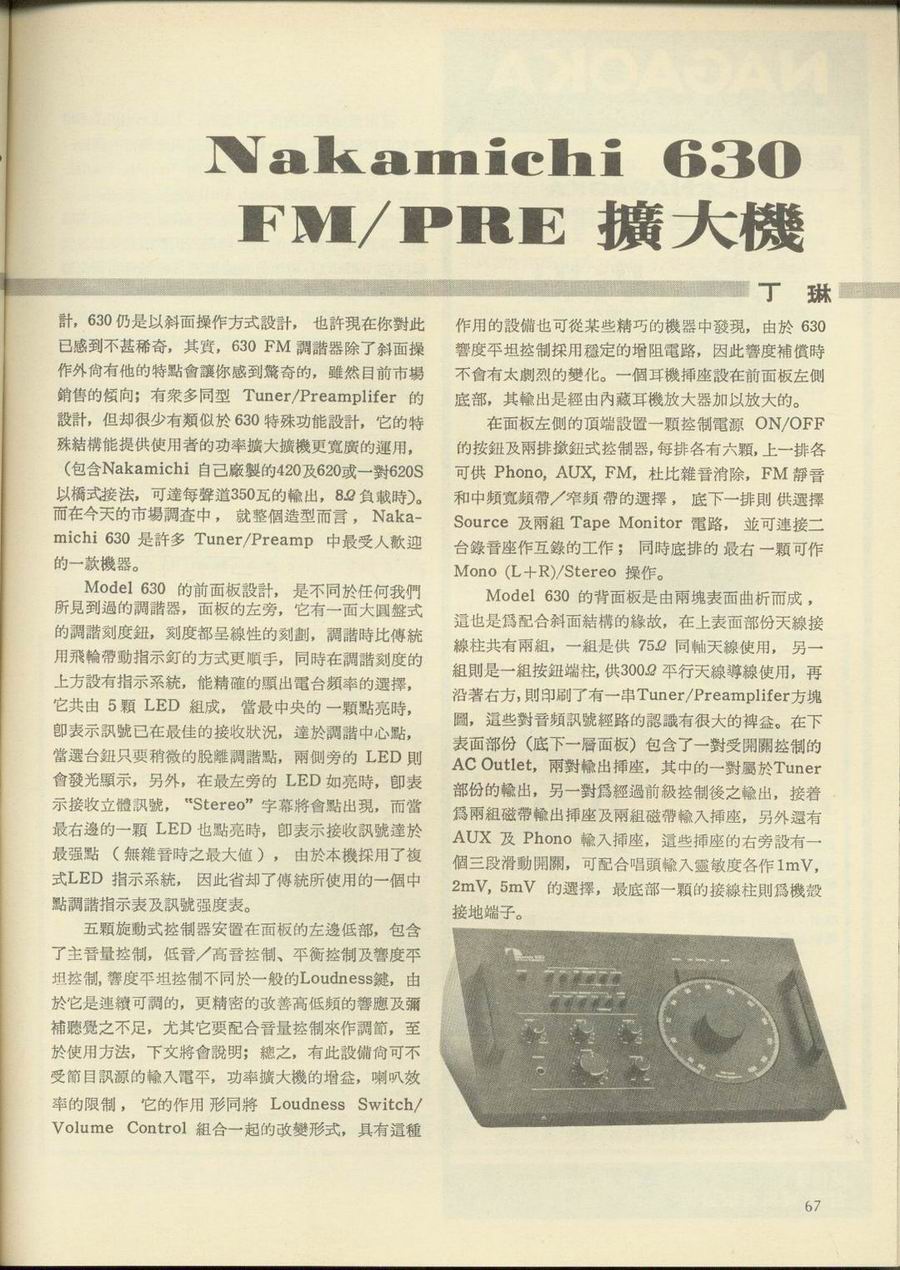 Nakamichi 630
FM/PRE 擴大機
丁 琳
計，630仍是以斜面操作方式設計， 也許現在你對此
已感到不甚稀奇，其實，630 FM 調諧器除了斜面操
作外尙有他的特點會讓你感到驚奇的，雖然目前市場
銷售的傾向；有衆多同型 Tuner/Preamplifer 的
設計，但却很少有類似於 630 特殊功能設計，它的特
殊結構能提供使用者的功率擴大擴機更寬廣的運用，
（包含Nakamichi 自己廠製的420及620或一對620S
以橋式接法，可達每聲道350瓦的輸出，8Ω負載時）。
而在今天的市場調査中， 就整個造型而言， Naka-
michi 630 是許多 Tuner/Preamp 中最受人歡迎
的一款機器。
Model 630 的前面板設計， 是不同於任何我們
所見到過的調諧器，面板的左旁，它有一面大圓盤式
的調諧刻度鈕，刻度都呈線性的刻劃，調諧時比傳統
用飛輪帶動指示釘的方式更順手，同時在調諧刻度的
上方設有指示系統，能精確的顯出電台頻率的選擇，
它共由 5 顆 LED 組成， 當最中央的 一顆點亮時，
卽表示訊號已在最佳的接收狀況，達於調諧中心點，
當選台鈕只要稍微的脫離調諧點，兩側旁的 LED 則
會發光顯示，另外，在最左旁的 LED 如亮時，卽表
示接收立體訊號，“Stereo” 字幕將會點出現，而當
最右邊的一顆 LED 也點亮時，卽表示接收訊號達於
最强點 （無雜音時之最大値）， 由於本機採用了複
式LED 指示系統， 因此省却了傳統所使用的一個中
點調諧指示表及訊號强度表。
五顆旋動式控制器安置在面板的左邊低部，包含
了主音量控制，低音／高音控制、平衡控制及響度平
坦控制，響度平坦控制不同於一般的Loudness鍵，由
於它是連續可調的，更精密的改善高低頻的響應及彌
補聽覺之不足，尤其它要配合音量控制來作調節，至
於使用方法，下文將會說明；總之，有此設備尙可不
受節目訊源的輸入電平，功率擴大機的增益，喇叭效
率的限制， 它的作用 形同將 Loudness Switch/
Volume Control 組合一起的改變形式，具有這種
作用的設備也可從某些精巧的機器中發現，由於 630
響度平坦控制採用穩定的增阻電路，因此響度補償時
不會有太劇烈的變化。一個耳機挿座設在前面板左側
底部，其輸出是經由內藏耳機放大器加以放大的。
在面板左側的頂端設置一顆控制電源 ON/OFF
的按鈕及兩排撳鈕式控制器，每排各有六顆，上一排各
可供 Phono, AUX, FM，杜比雜音消除，FM 靜音
和中頻寬頻帶／窄頻 帶的選擇， 底下一排則 供選擇
Source 及兩組 Tape Monitor 電路， 並可連接二
台錄音座作互錄的工作； 同時底排的 最右 一顆可作
Mono (L＋R)/Stereo 操作。
Model 630 的背面板是由兩塊表面曲析而成，
這也是爲配合斜面結構的緣故，在上表面部份天線接
線柱共有兩組，一組是供 75Ω 同軸天線使用， 另一
組則是一組按鈕端柱，供300Ω 平行天線導線使用，再
沿著右方，則印刷了有一串Tuner/Preamplifer方塊
圖， 這些對音頻訊號經路的認識有很大的裨益。在下
表面部份（底下一層面板）包含了一對受開關控制的
AC Outlet， 兩對輸出挿座，其中的一對屬於Tuner
部份的輸出，另一對爲經過前級控制後之輸出，接着
爲兩組磁帶輸出挿座及兩組磁帶輸入挿座，另外還有
AUX 及 Phono 輸入挿座， 這些挿座的右旁設有一
個三段滑動開關，可配合唱頭輸入靈敏度各作1mV，
2mV, 5mV 的選擇，最底部一顆的接線柱則爲機殼
接地端子。
67